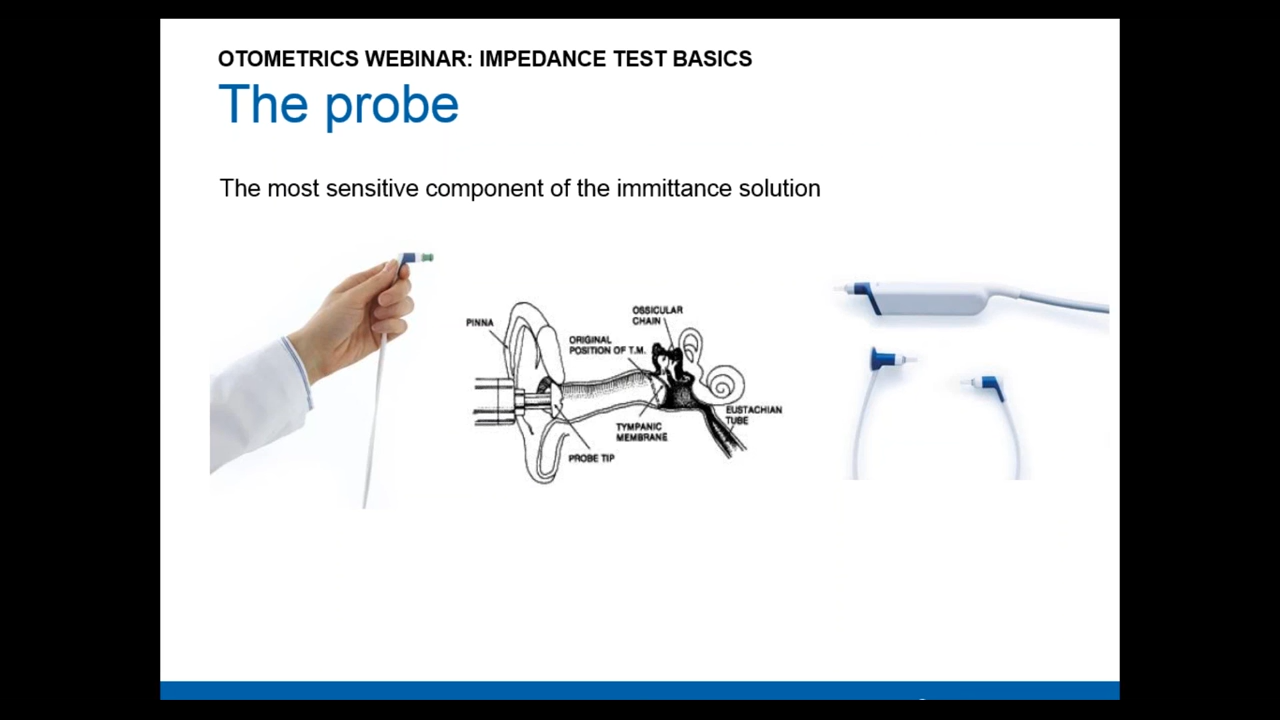 OTOMETRICS WEBINAR: IMPEDANCE TEST BASICS
The probe
The most sensitive component of the immittance solution
PINNA
OSSICULAR
CHAIN
ORIGINAL
POSITION OF T.M.
EUSTACHIAN
TUBE
TYMPANIC
MEMBRANE
PROBE TIP